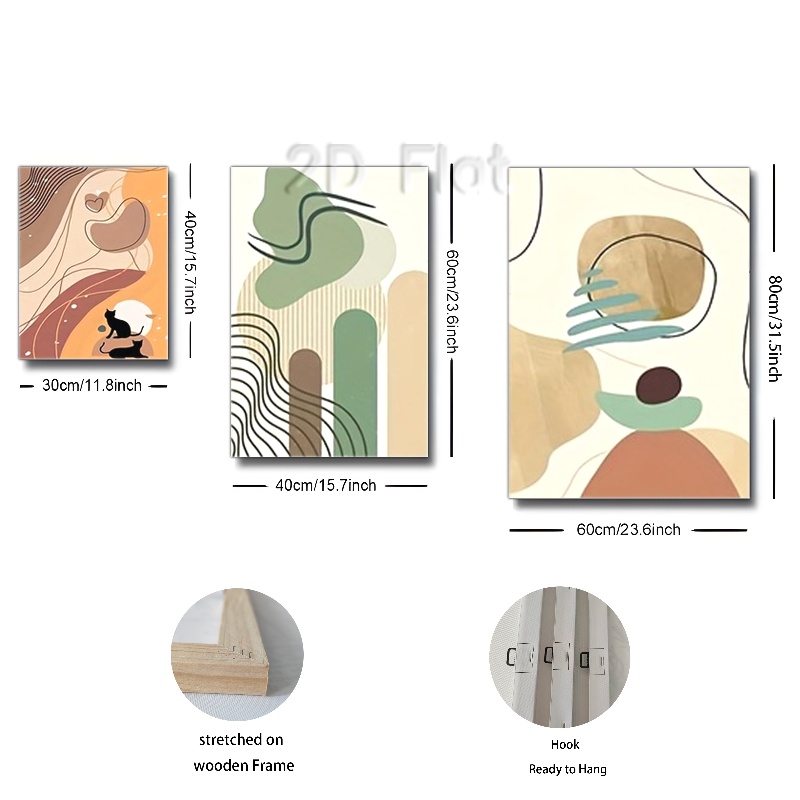 2D Flat
40cm/15.7inch
30cm/11.8inch
60cm/23.6inch
40cm/15.7inch
80cm/31.5inch
60cm/23.6inch
stretched on
wooden Frame
Hook
Ready to Hang